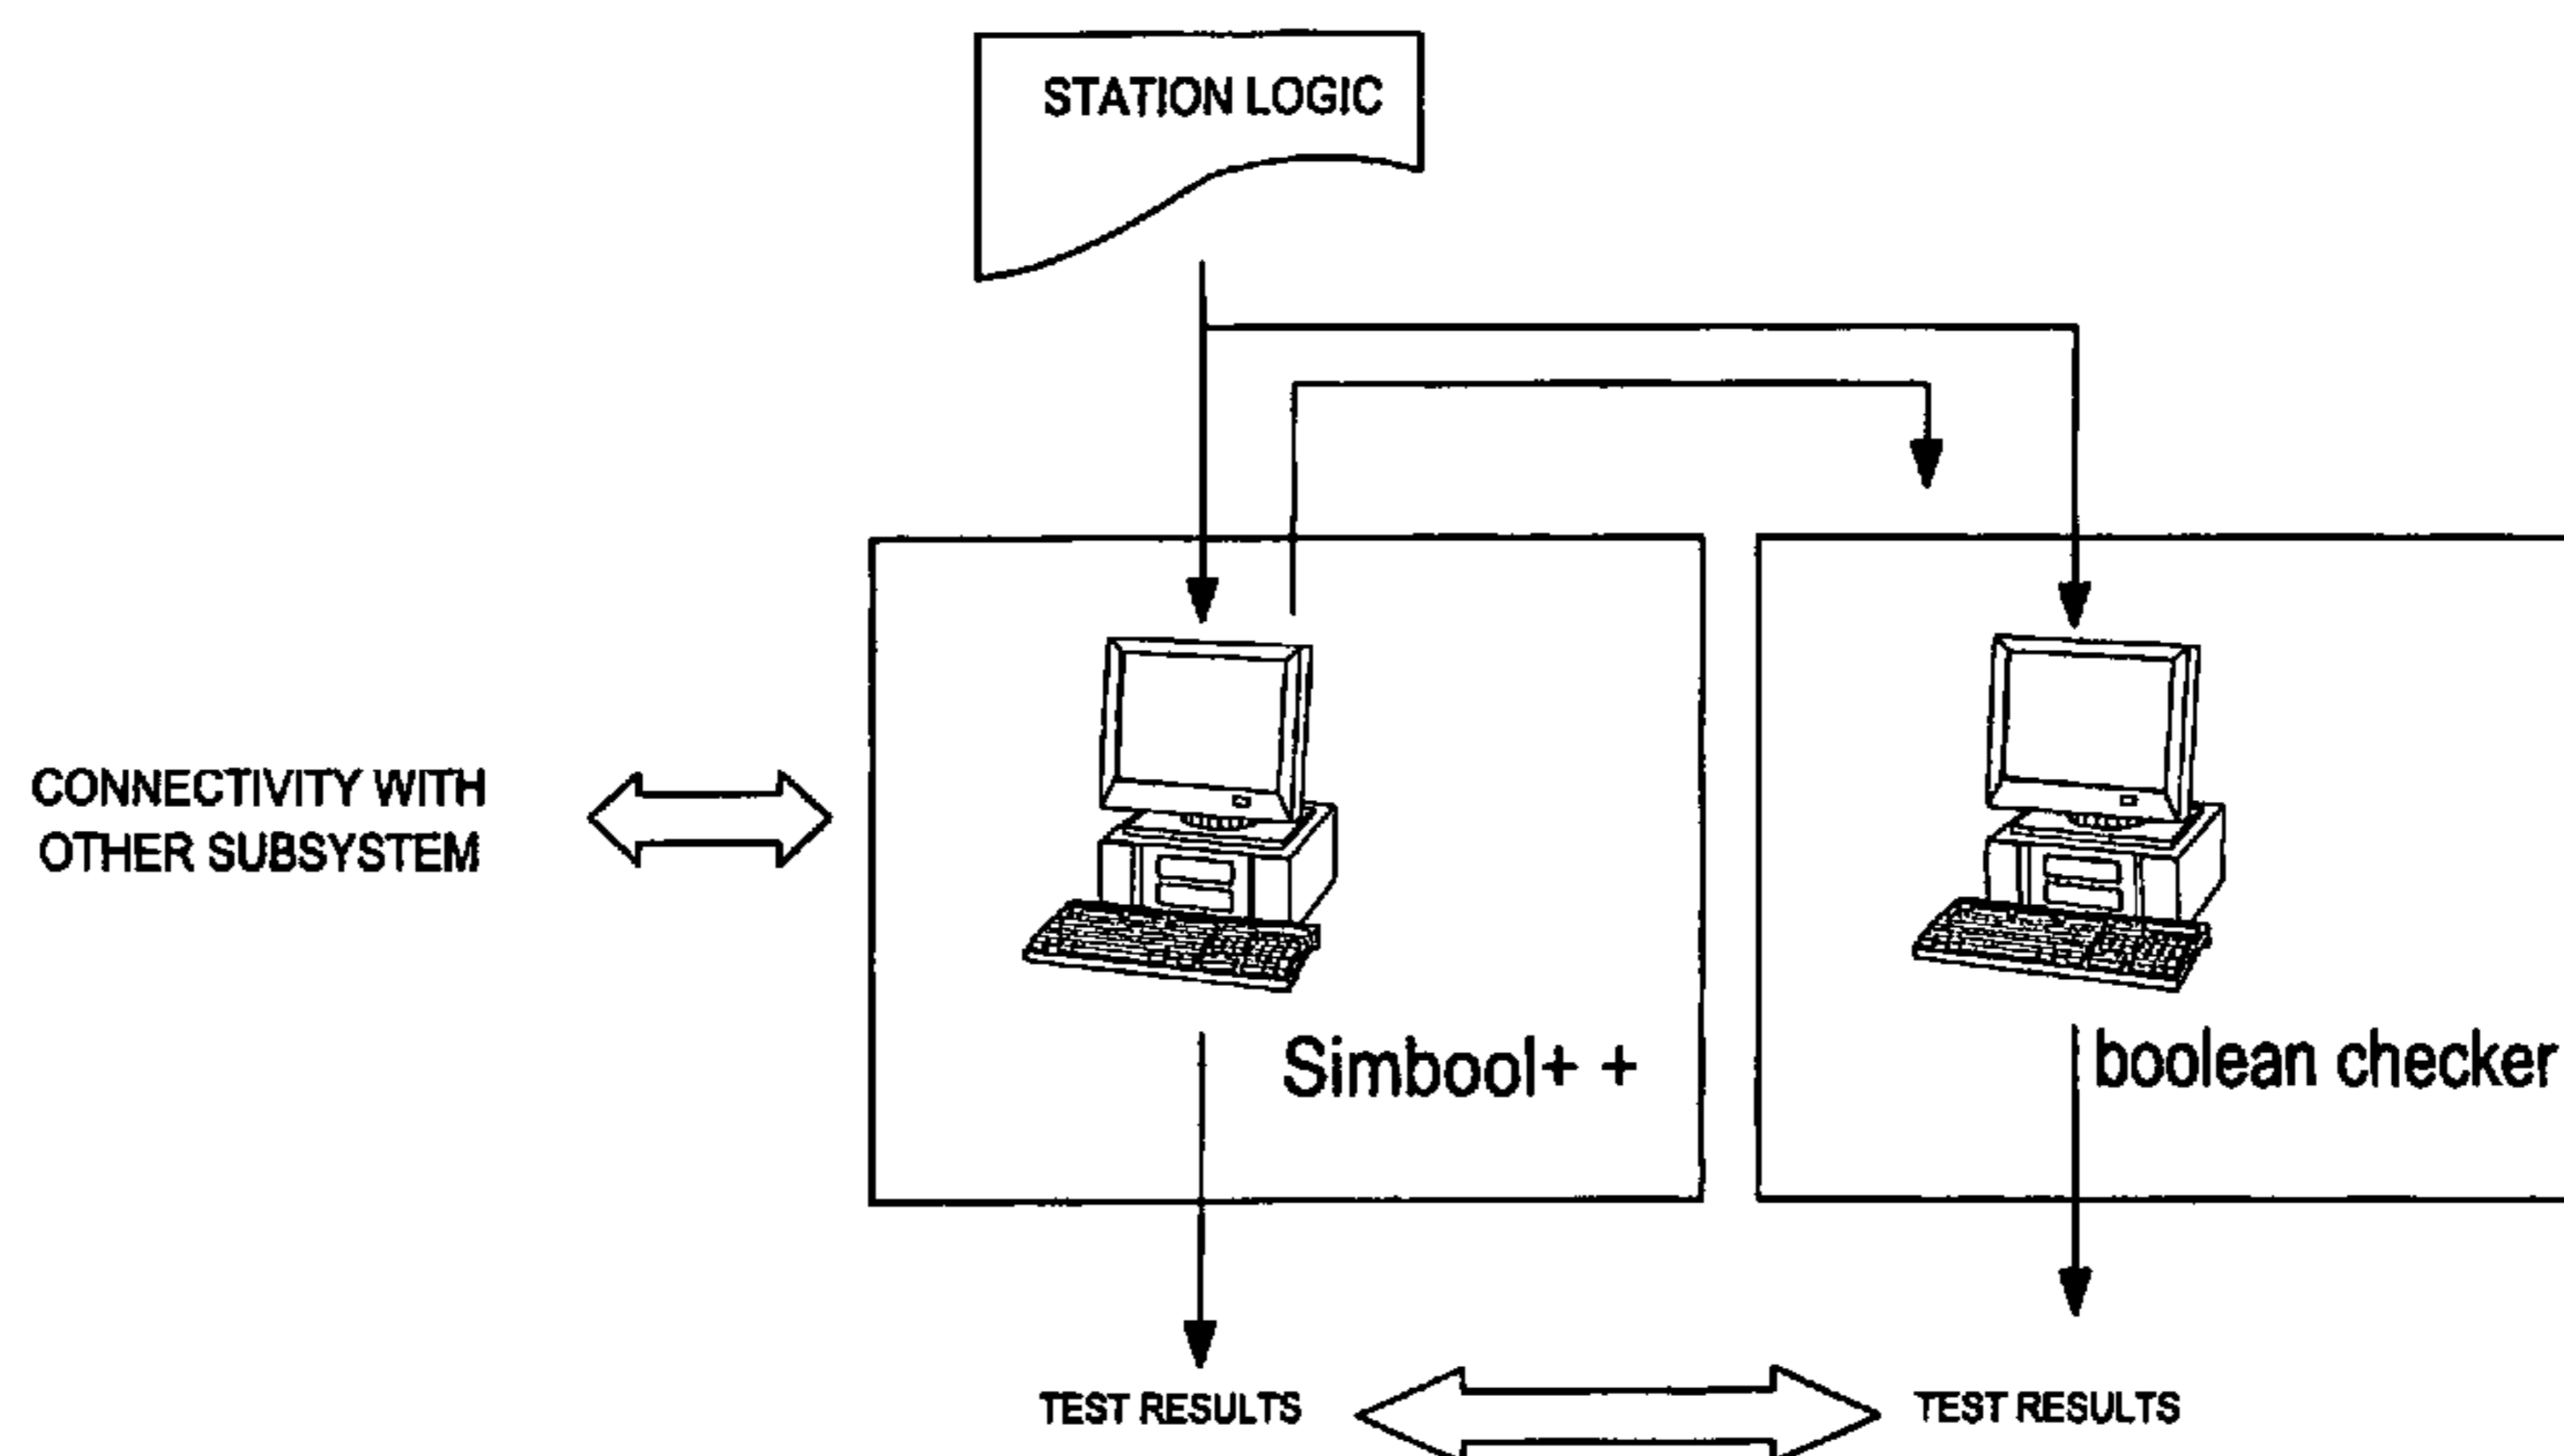 STATION LOGIC
CONNECTIVITY WITH
OTHER SUBSYSTEM
Simbool+ +
boolean checker
TEST RESULTS
TEST RESULTS